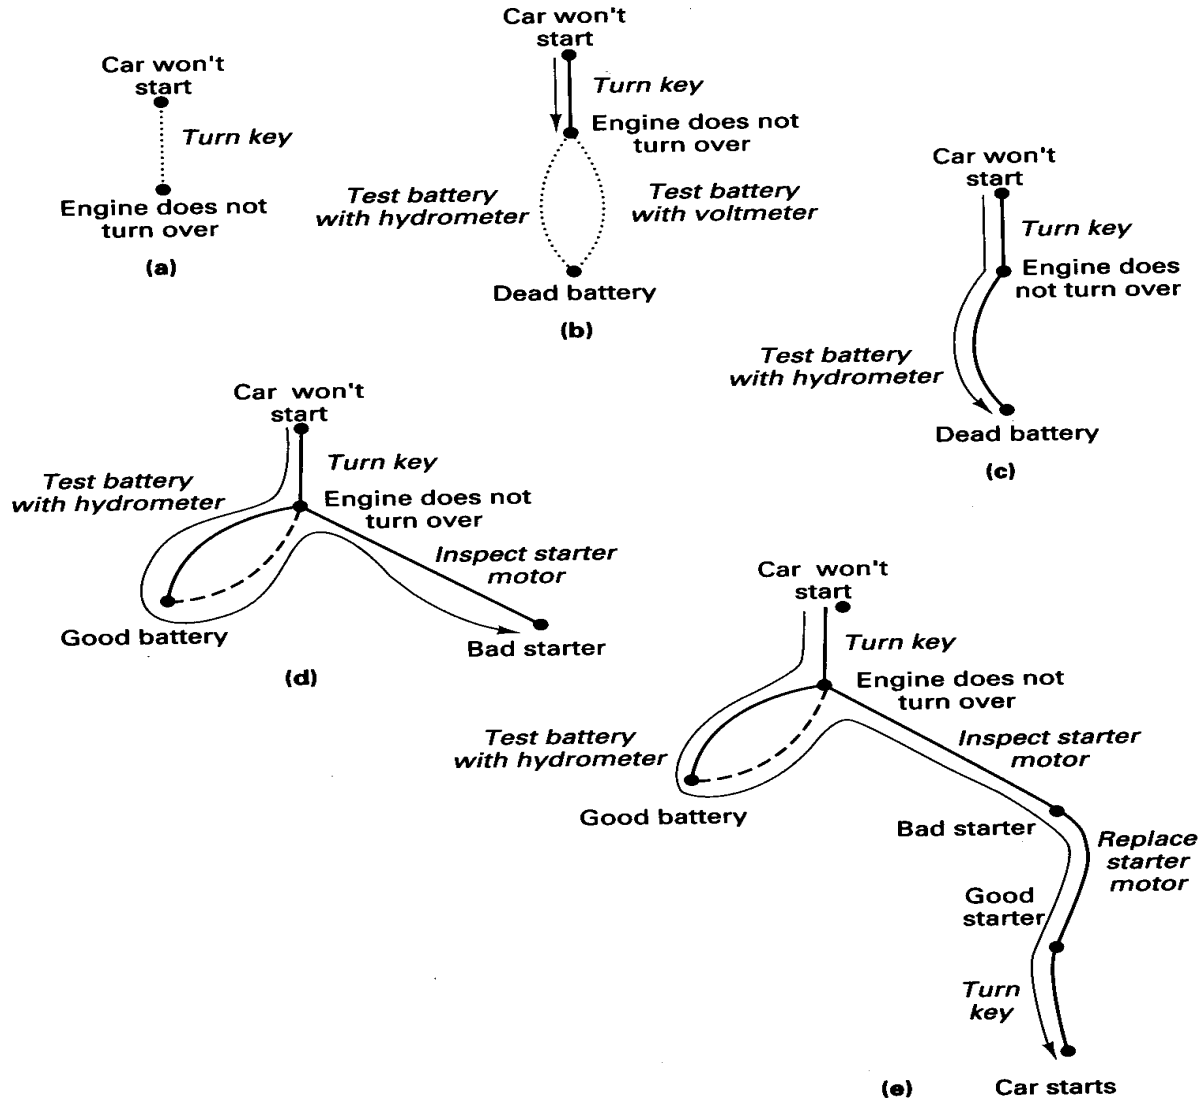 Car won't
start
Turn key
Engine does not
turn over
(a)
Car won't
start
Turn key
Engine does not
turn over
Test battery
with hydrometer
Test battery
with voltmeter
Dead battery
(b)
Car won't
start
Turn key
Engine does
not turn over
Test battery
with hydrometer
Dead battery
(c)
Car won't
start
Turn key
Test battery
with hydrometer
Engine does not
turn over
Inspect starter
motor
Good battery
Bad starter
(d)
Car won't
start
Turn key
Engine does not
turn over
Test battery
with hydrometer
Inspect starter
motor
Good battery
Bad starter
Replace
starter
motor
Good
starter
Turn
key
Car starts
(e)